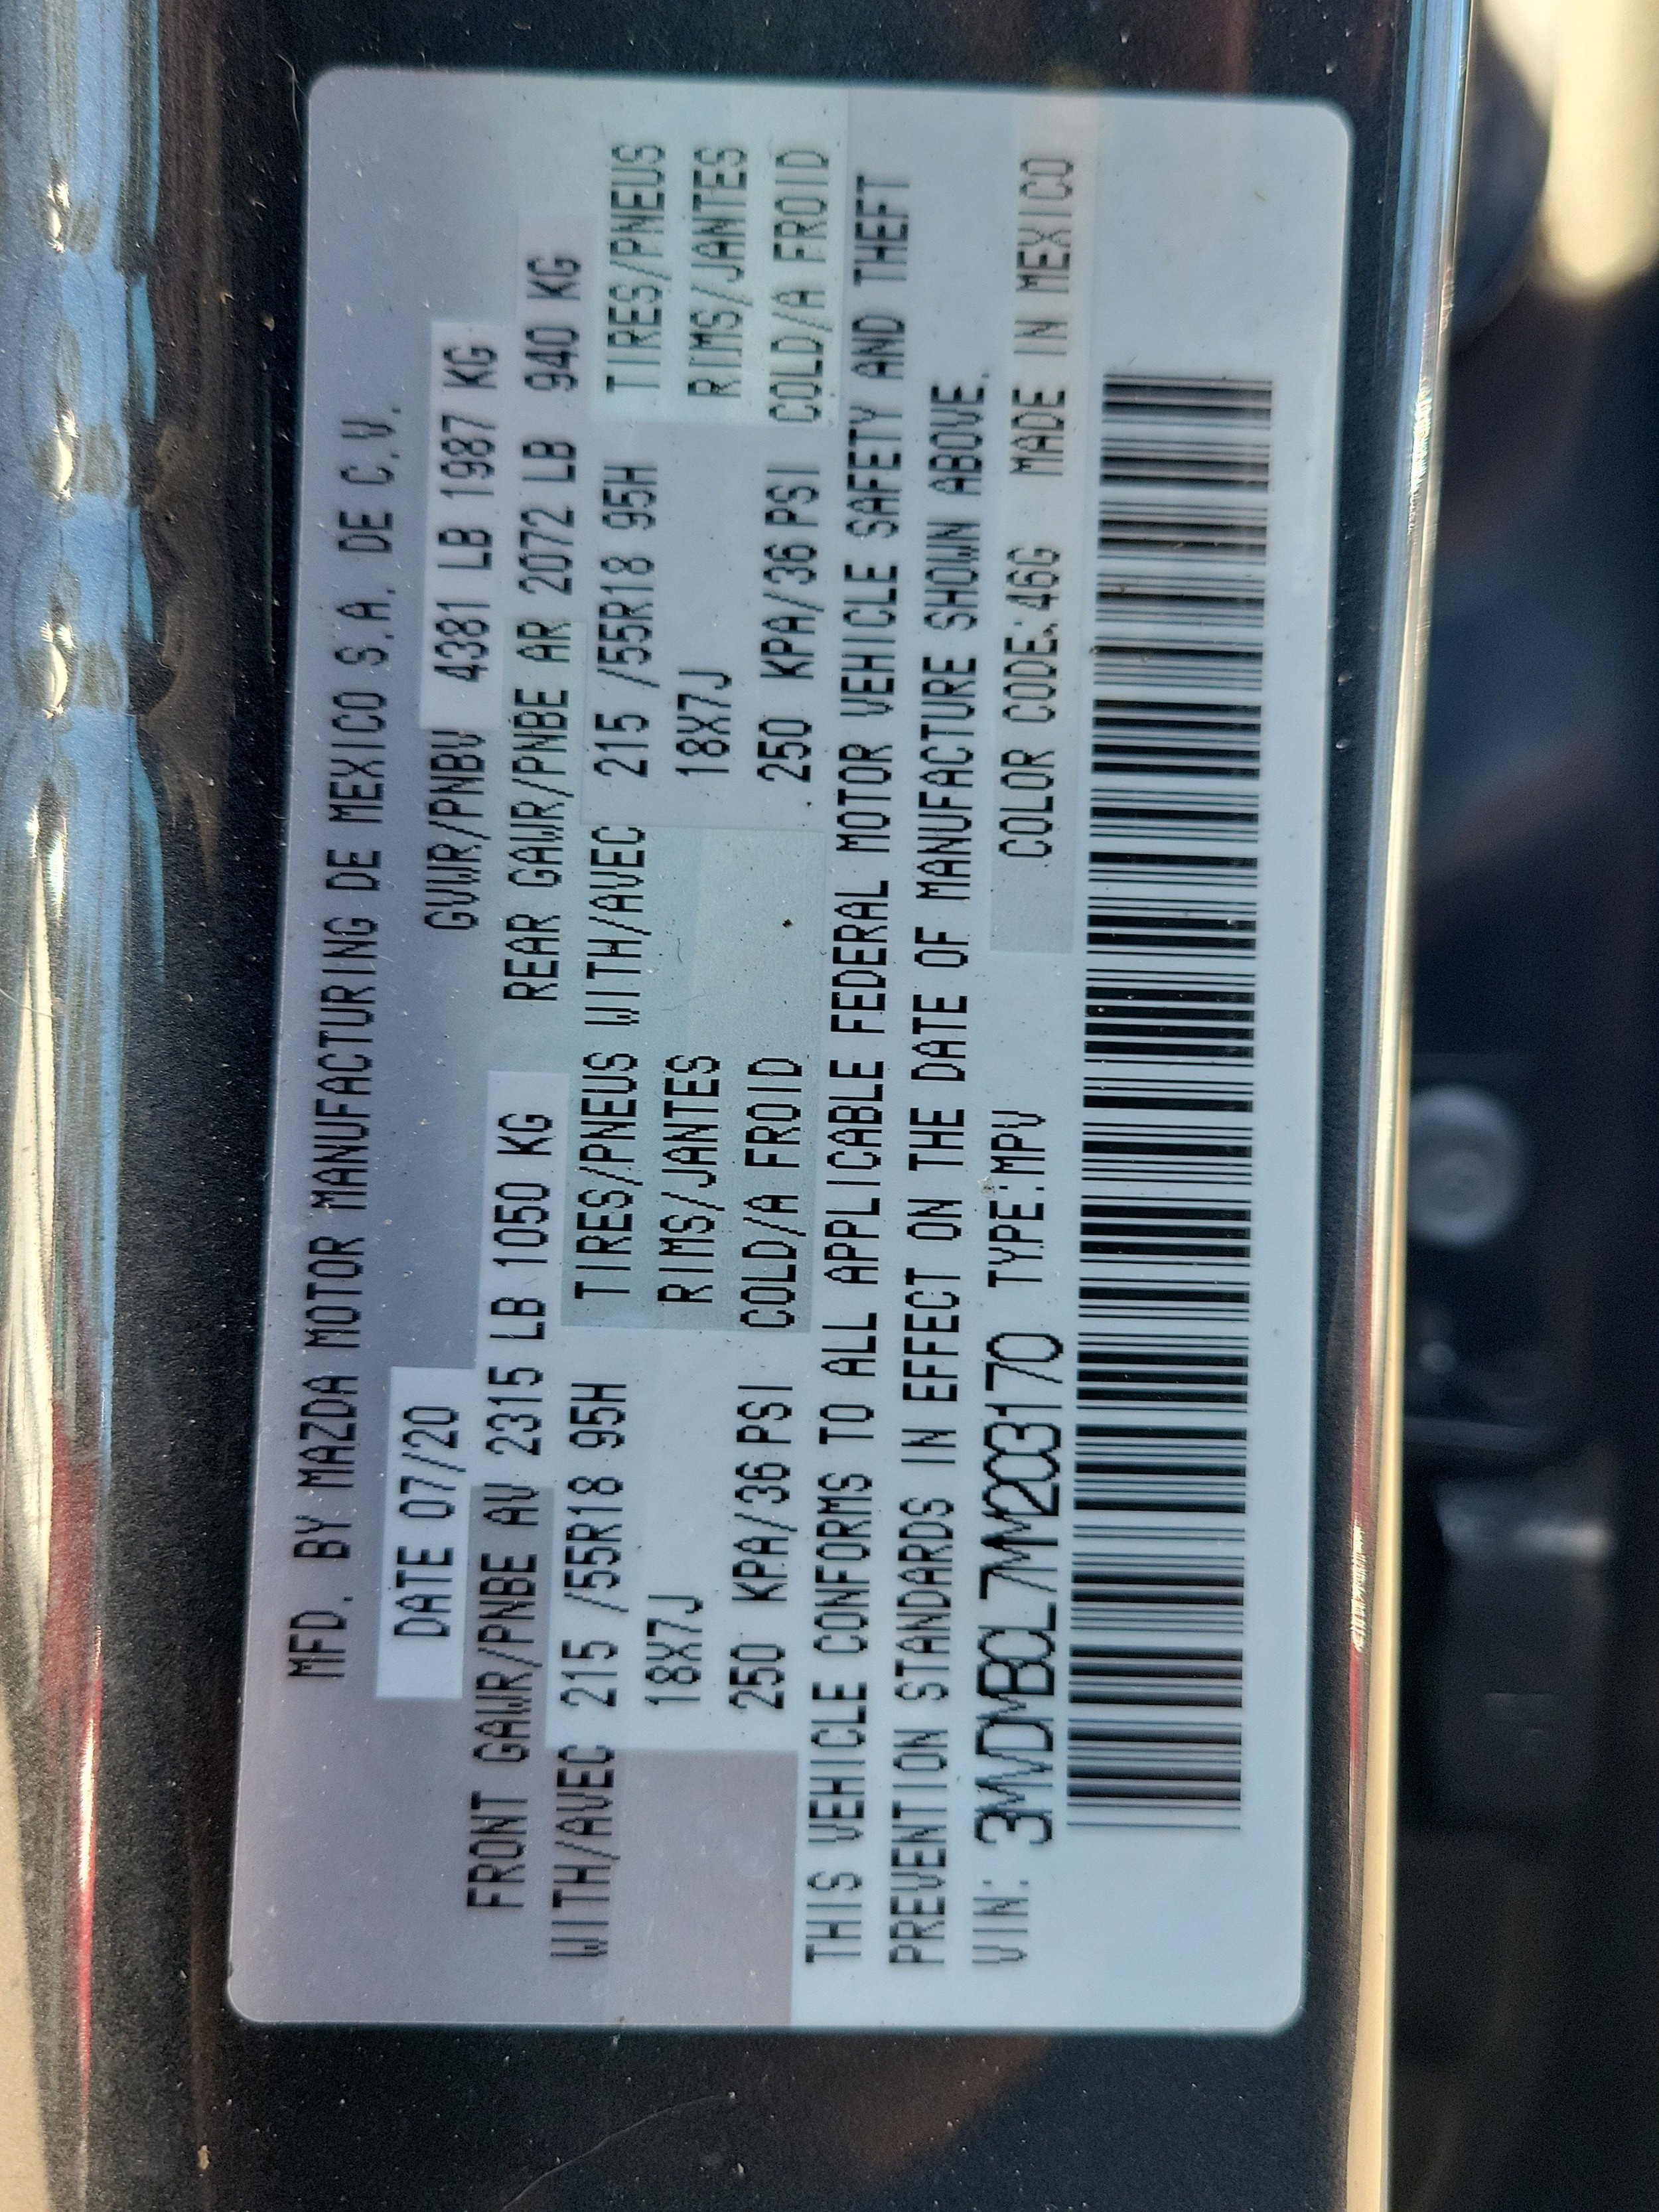 MFD. BY MAZDA MOTOR MANUFACTURING DE MEXICO S.A. DE C.V.
DATE 07/20 GVWR/PNBV 4381 LB 1987 KG
FRONT GAWR/PNBE AV 2315 LB 1050 KG REAR GAWR/PNBE AR 2072 LB 940 KG
WITH/AVEC 215 /55R18 95H TIRES/PNEUS WITH/AVEC 215 /55R18 95H TIRES/PNEUS
18X7J RIMS/JANTES 18X7J RIMS/JANTES
250 KPA/36 PSI COLD/A FROID 250 KPA/36 PSI COLD/A FROID
THIS VEHICLE CONFORMS TO ALL APPLICABLE FEDERAL MOTOR VEHICLE SAFETY AND THEFT
PREVENTION STANDARDS IN EFFECT ON THE DATE OF MANUFACTURE SHOWN ABOVE.
VIN: 3MVDMBCL7MM203170 TYPE:MPV COLOR CODE:46G MADE IN MEXICO